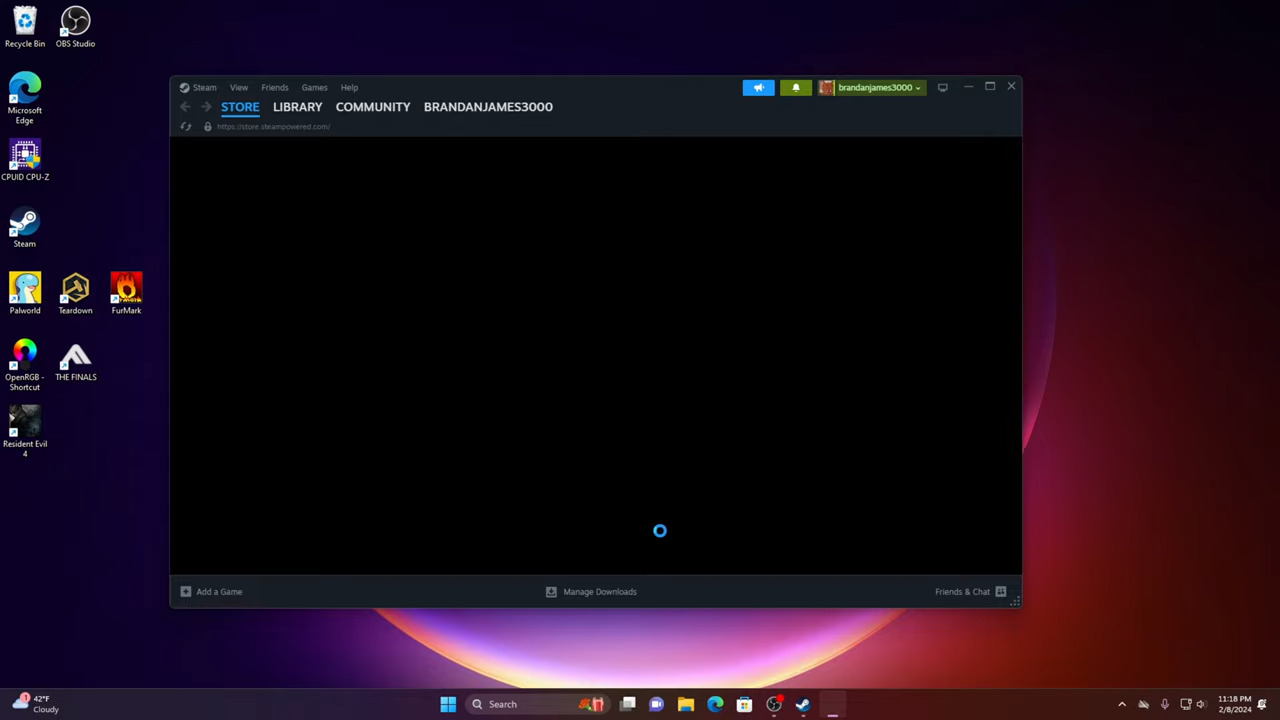 Recycle Bin
OBS Studio
Microsoft
Edge
CPUID CPU-Z
Steam
Palworld
Teardown
FurMark
OpenRGB -
Shortcut
THE FINALS
Resident Evil
4
Steam View Friends Games Help
brandanjames3000
STORE LIBRARY COMMUNITY BRANDANJAMES3000
https://store.steampowered.com/
Add a Game
Manage Downloads
Friends & Chat
1
42°F
Cloudy
Search
11:18 PM
2/8/2024